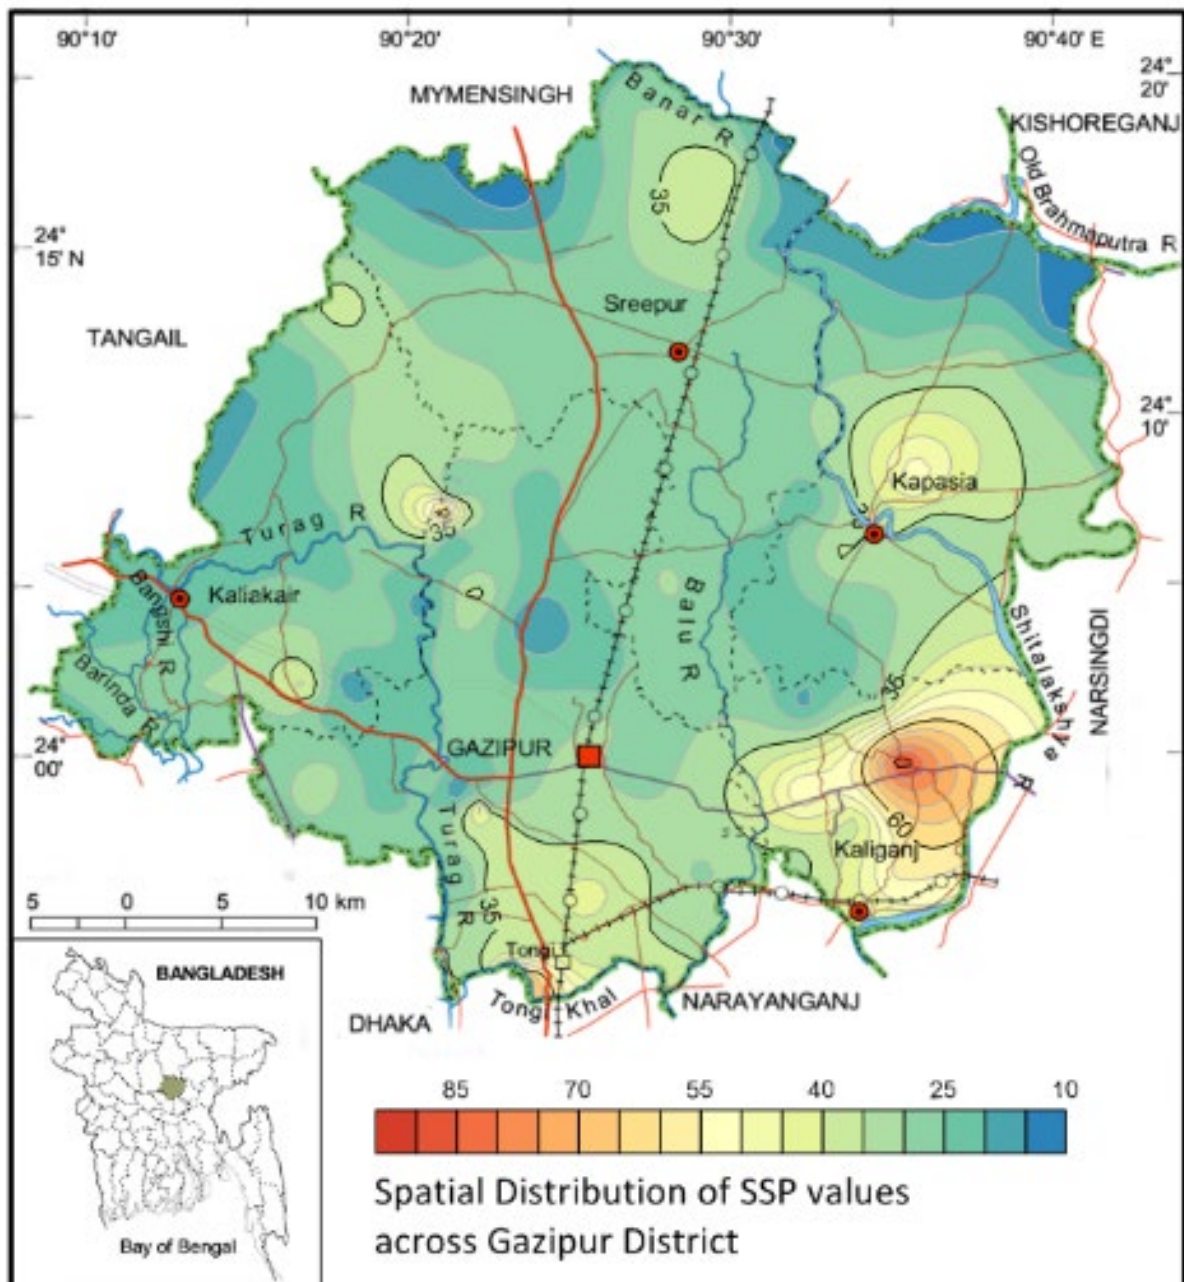 90°10'
90°20'
90°30'
90°40' E
24°
20'
MYMENSINGH
Banar R
KISHOREGANJ
Old Brahmaputra R
35
24°
15' N
Sreepur
TANGAIL
24°
10'
Kapasia
35
35
Turag R
Kaliakair
Bangshi R
Barinda R
Balu R
Shitalakshya
R
NARSINGDI
35
24°
00'
GAZIPUR
60
Kaliganj
Turag R
35
Tongi
Tongi Khal
5 0 5 10 km
DHAKA
NARAYANGANJ
BANGLADESH
Bay of Bengal
85 70 55 40 25 10
Spatial Distribution of SSP values
across Gazipur District